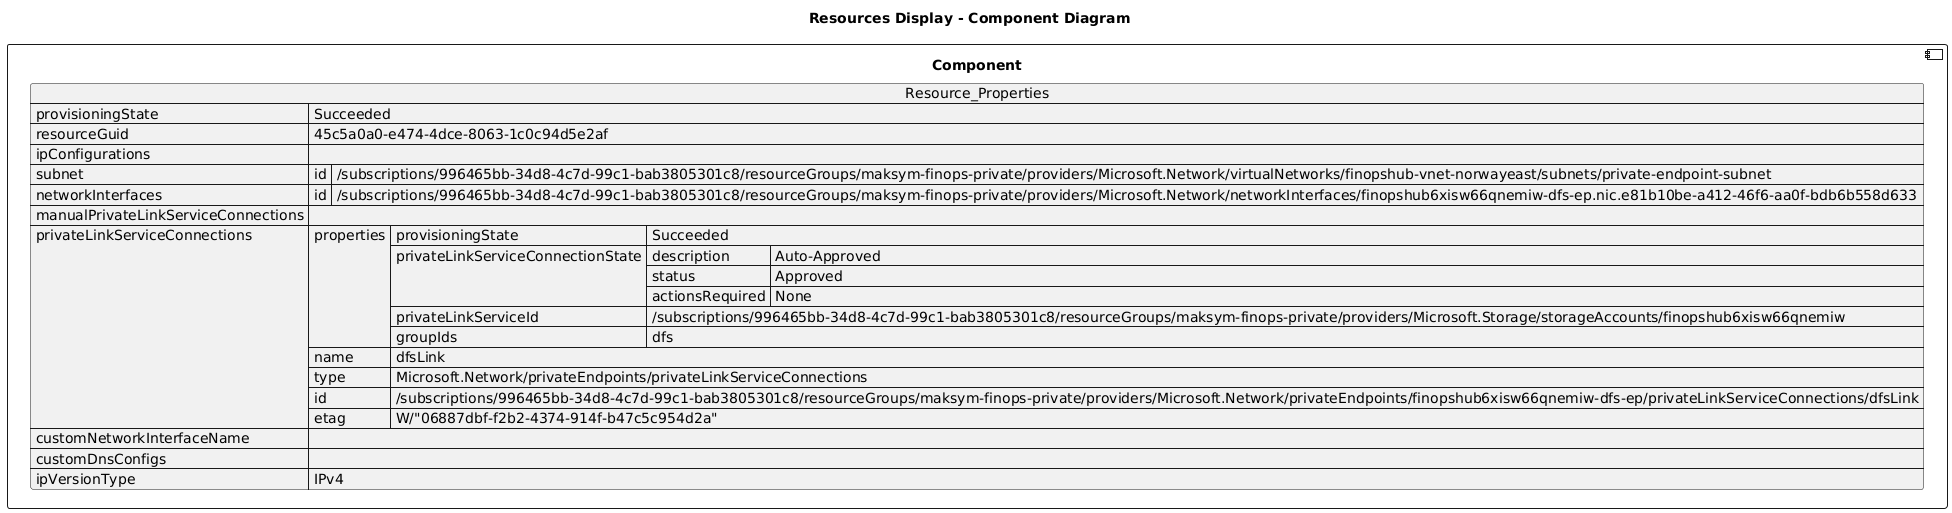 Resources Display - Component Diagram
Component
Resource_Properties
provisioningState Succeeded
resourceGuid 45c5a0a0-e474-4dce-8063-1c0c94d5e2af
ipConfigurations
subnet id /subscriptions/996465bb-34d8-4c7d-99c1-bab3805301c8/resourceGroups/maksym-finops-private/providers/Microsoft.Network/virtualNetworks/finopshub-vnet-norwayeast/subnets/private-endpoint-subnet
networkInterfaces id /subscriptions/996465bb-34d8-4c7d-99c1-bab3805301c8/resourceGroups/maksym-finops-private/providers/Microsoft.Network/networkInterfaces/finopshub6xisw66qnemiw-dfs-ep.nic.e81b10be-a412-46f6-aa0f-bdb6b558d633
manualPrivateLinkServiceConnections
privateLinkServiceConnections properties provisioningState Succeeded
privateLinkServiceConnectionState description Auto-Approved
status Approved
actionsRequired None
privateLinkServiceId /subscriptions/996465bb-34d8-4c7d-99c1-bab3805301c8/resourceGroups/maksym-finops-private/providers/Microsoft.Storage/storageAccounts/finopshub6xisw66qnemiw
groupIds dfs
name dfsLink
type Microsoft.Network/privateEndpoints/privateLinkServiceConnections
id /subscriptions/996465bb-34d8-4c7d-99c1-bab3805301c8/resourceGroups/maksym-finops-private/providers/Microsoft.Network/privateEndpoints/finopshub6xisw66qnemiw-dfs-ep/privateLinkServiceConnections/dfsLink
etag W/"06887dbf-f2b2-4374-914f-b47c5c954d2a"
customNetworkInterfaceName
customDnsConfigs
ipVersionType IPv4